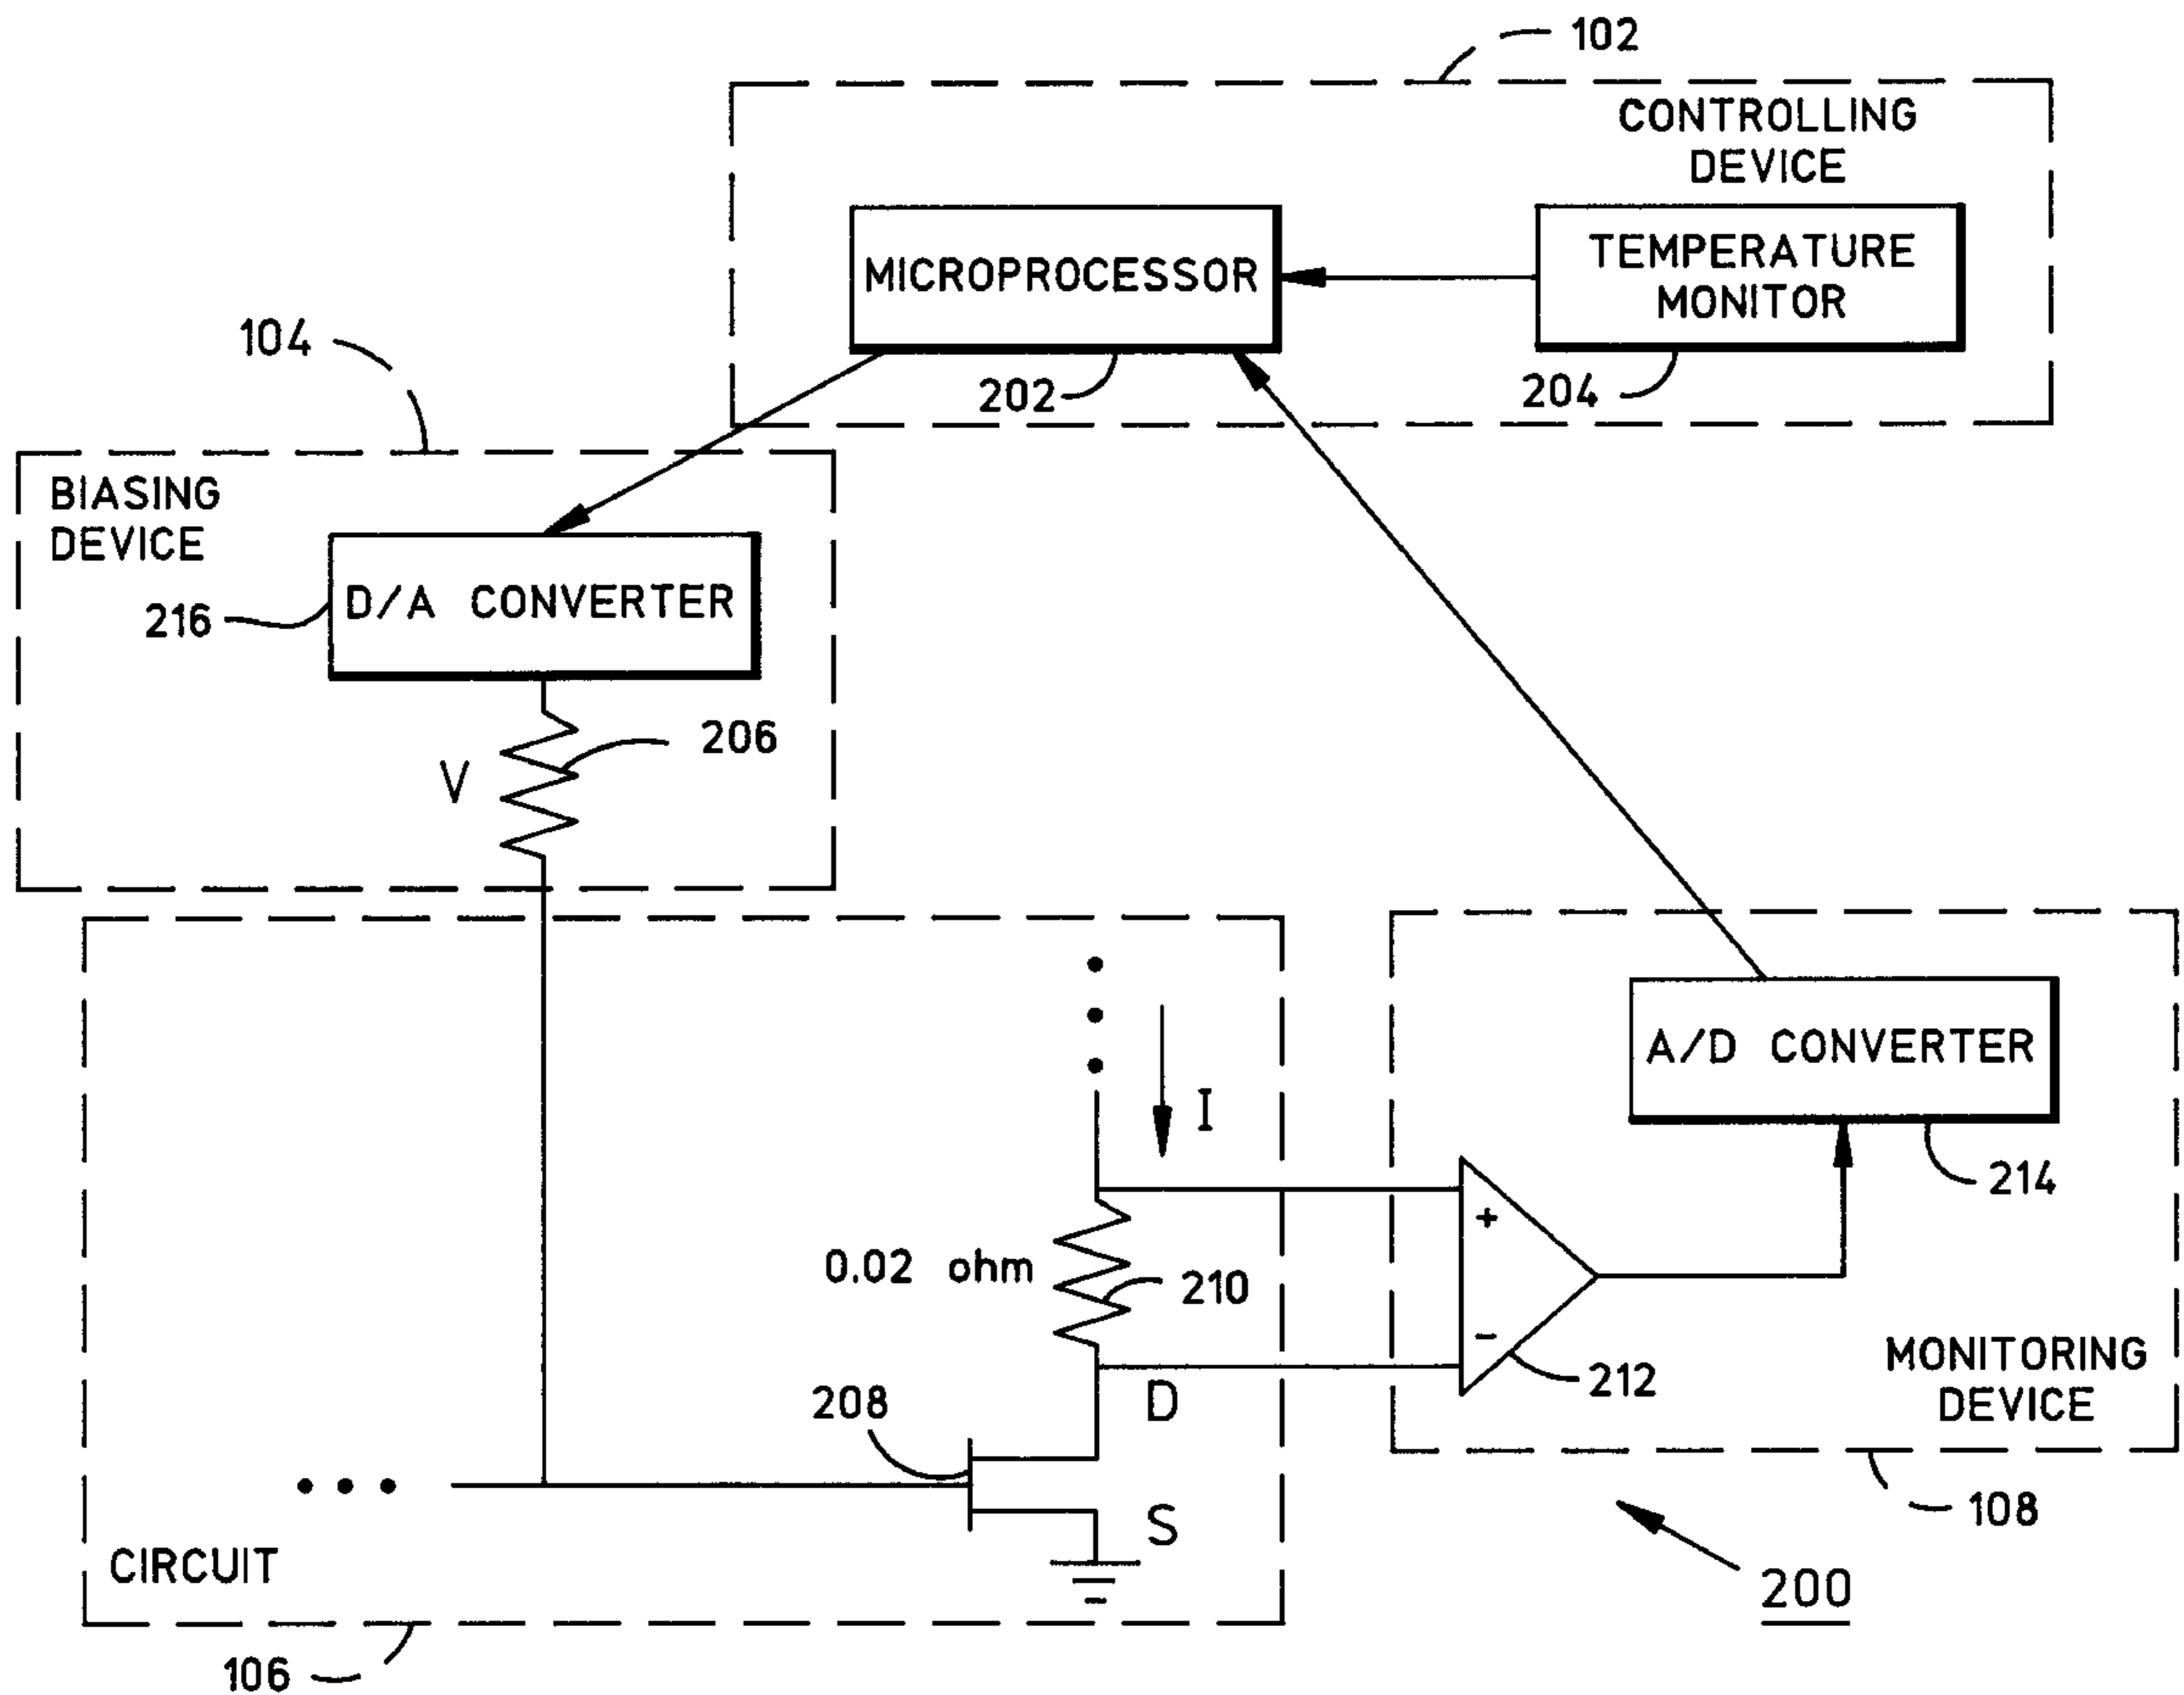 102
CONTROLLING
DEVICE
MICROPROCESSOR
TEMPERATURE
MONITOR
202
204
104
BIASING
DEVICE
D/A CONVERTER
216
206
V
A/D CONVERTER
214
I
+
0.02 ohm
210
-
212
MONITORING
DEVICE
D
208
S
108
CIRCUIT
200
106